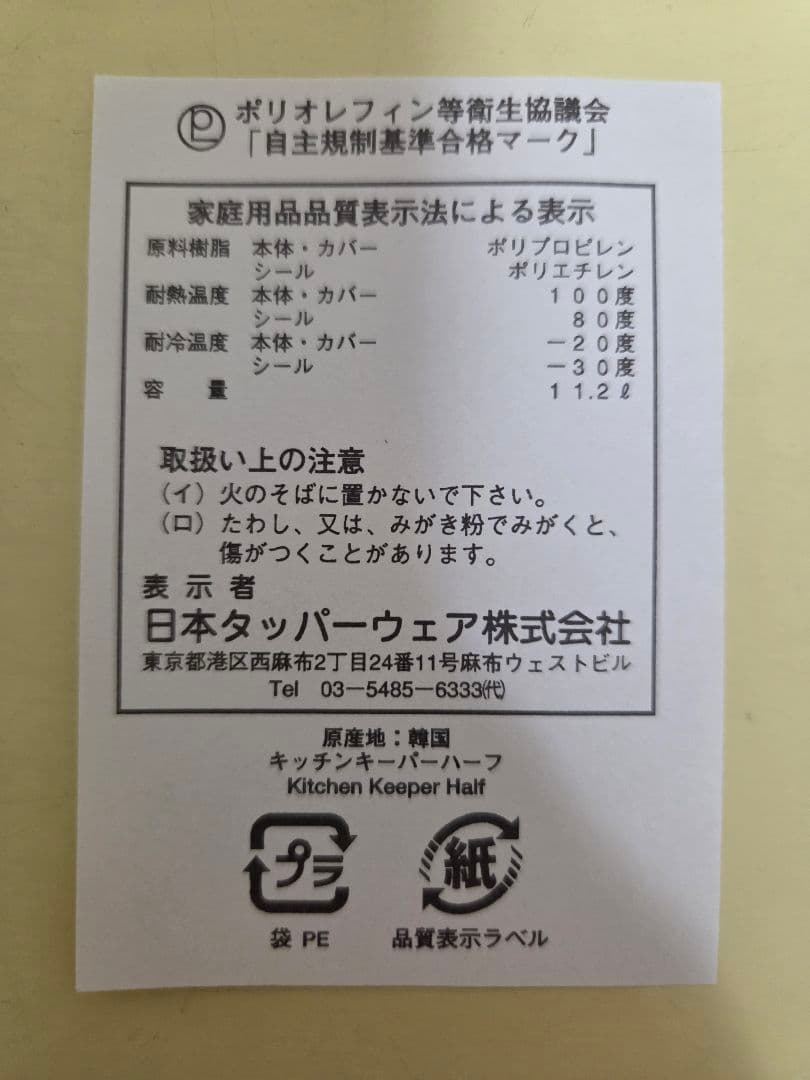 ポリオレフィン等衛生協議会
「自主規制基準合格マーク」
家庭用品品質表示法による表示
原料樹脂 本体・カバー ポリプロピレン
シール ポリエチレン
耐熱温度 本体・カバー 100度
シール 80度
耐冷温度 本体・カバー −20度
シール −30度
容 量 11.2ℓ
取扱い上の注意
(イ) 火のそばに置かないで下さい。
(ロ) たわし、又は、みがき粉でみがくと、
傷がつくことがあります。
表 示 者
日本タッパーウェア株式会社
東京都港区西麻布2丁目24番11号麻布ウェストビル
Tel 03−5485−6333㈹
原産地:韓国
キッチンキーパーハーフ
Kitchen Keeper Half
プラ 紙
袋 PE 品質表示ラベル